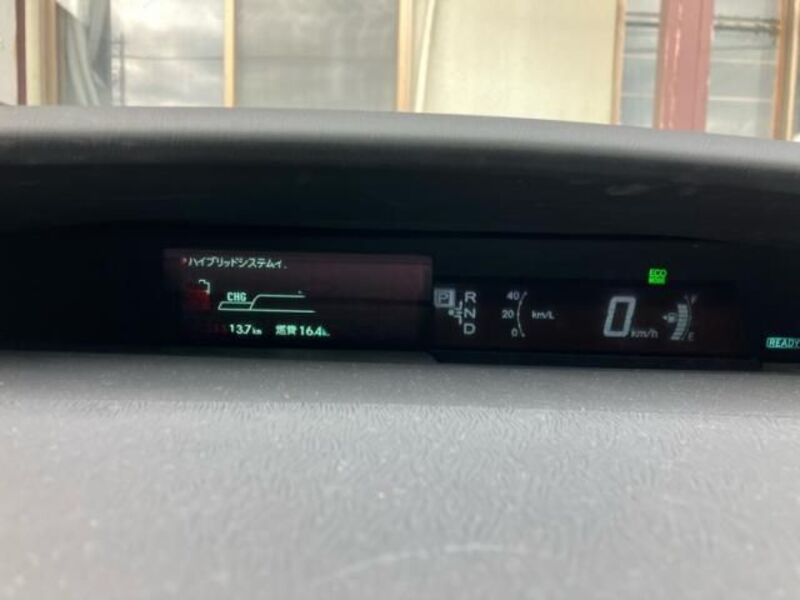 ハイブリッドシステムイ
CHG
13.7km 燃費 16.4
P R
N
D
40
20 km/L
0
ECO
MODE
0 km/h
F
E
READY